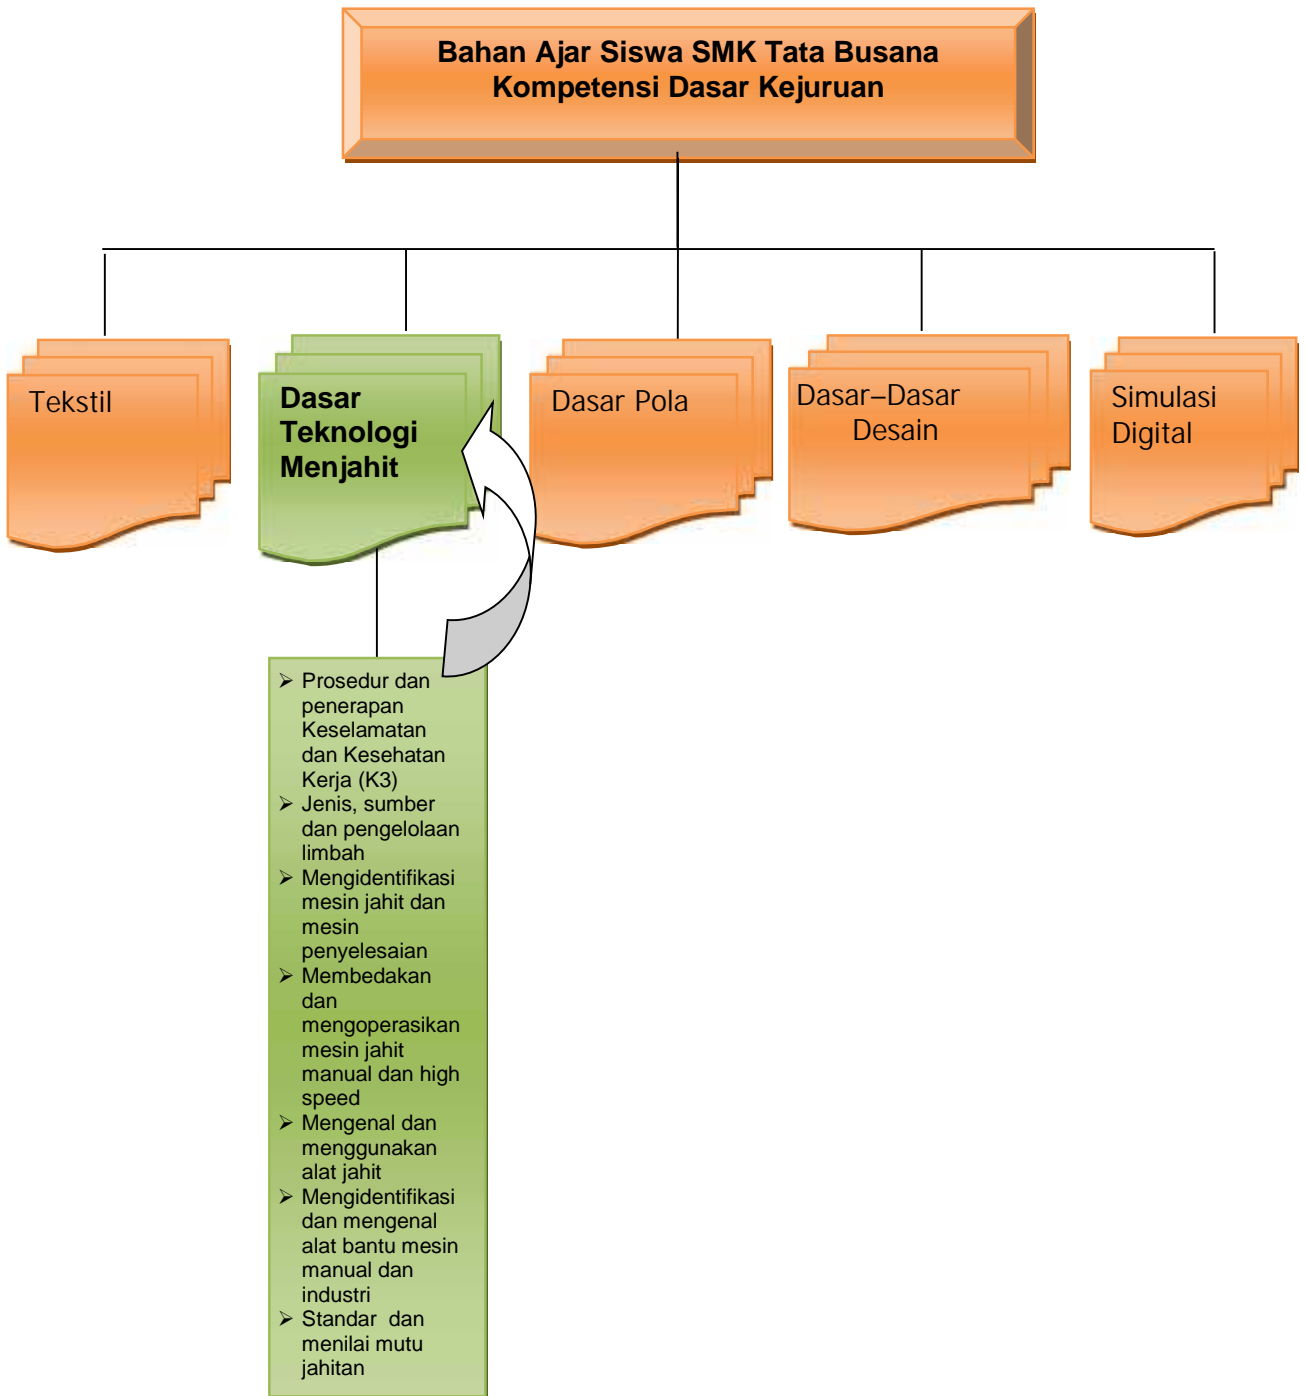 Bahan Ajar Siswa SMK Tata Busana
Kompetensi Dasar Kejuruan
Tekstil
Dasar
Teknologi
Menjahit
Dasar Pola
Dasar–Dasar
Desain
Simulasi
Digital
➢ Prosedur dan
penerapan
Keselamatan
dan Kesehatan
Kerja (K3)
➢ Jenis, sumber
dan pengelolaan
limbah
➢ Mengidentifikasi
mesin jahit dan
mesin
penyelesaian
➢ Membedakan
dan
mengoperasikan
mesin jahit
manual dan high
speed
➢ Mengenal dan
menggunakan
alat jahit
➢ Mengidentifikasi
dan mengenal
alat bantu mesin
manual dan
industri
➢ Standar dan
menilai mutu
jahitan